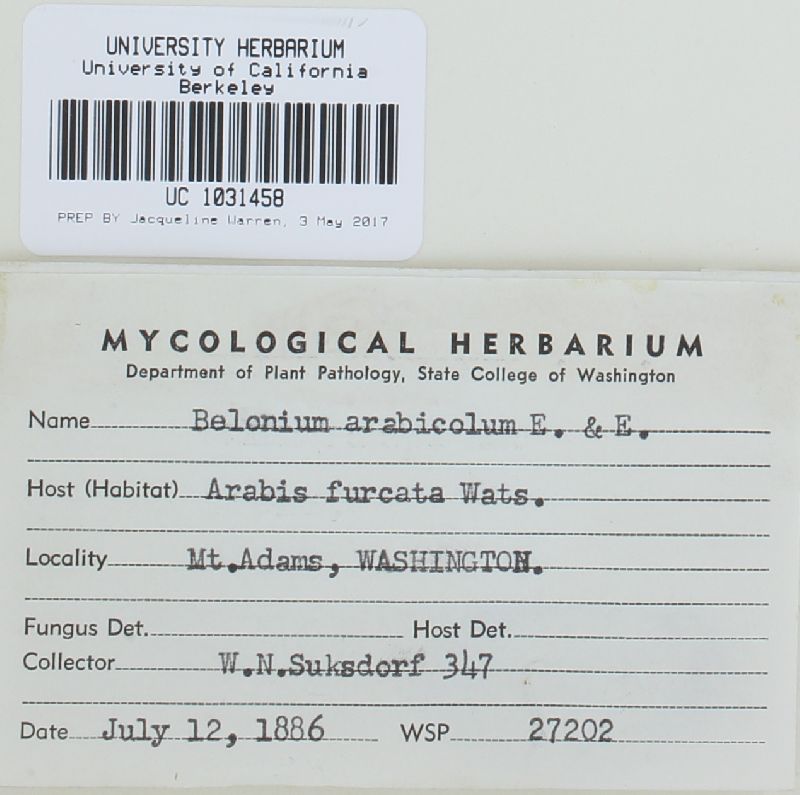 UNIVERSITY HERBARIUM
University of California
Berkeley
UC 1031458
PREP BY Jacqueline Warren, 3 May 2017
MYCOLOGICAL HERBARIUM
Department of Plant Pathology, State College of Washington
Name Belonium arabicolum E. & E.
Host (Habitat) Arabis furcata Wats.
Locality Mt.Adams, WASHINGTON.
Fungus Det. Host Det.
Collector W.N.Suksdorf 347
Date July 12, 1886 WSP 27202